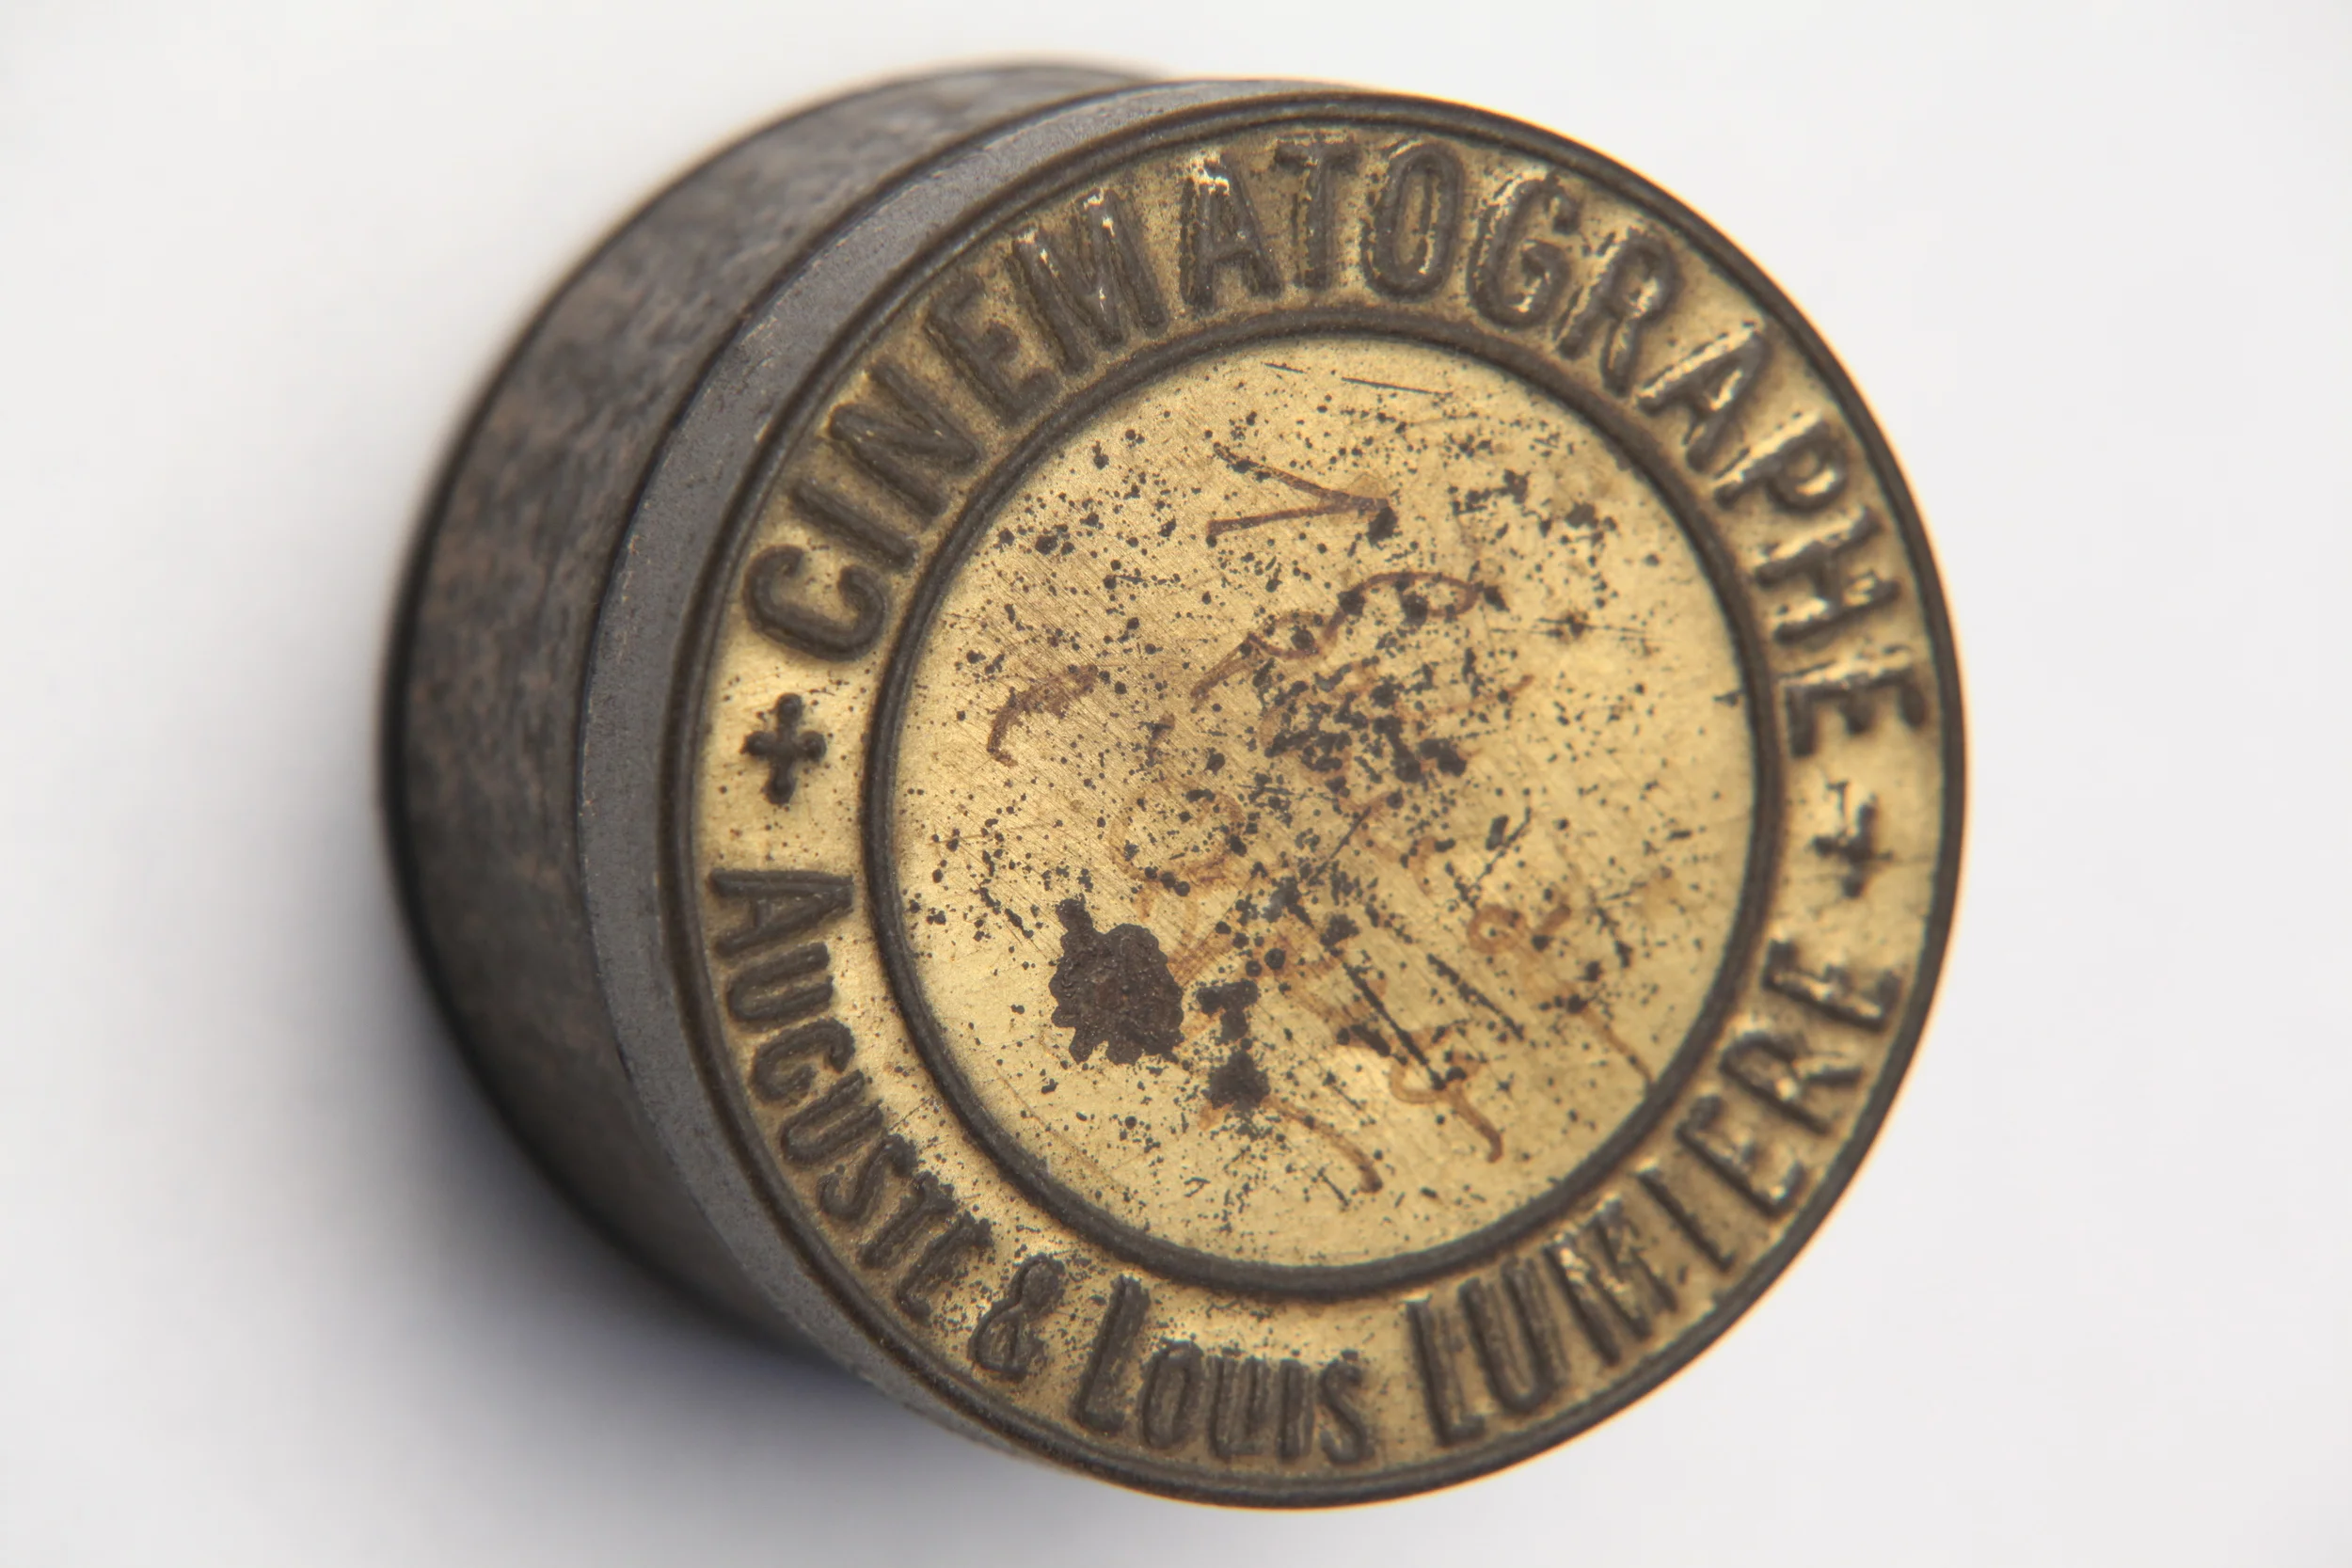 CINEMATOGRAPHE
AUGUSTE & LOUIS LUMIERE